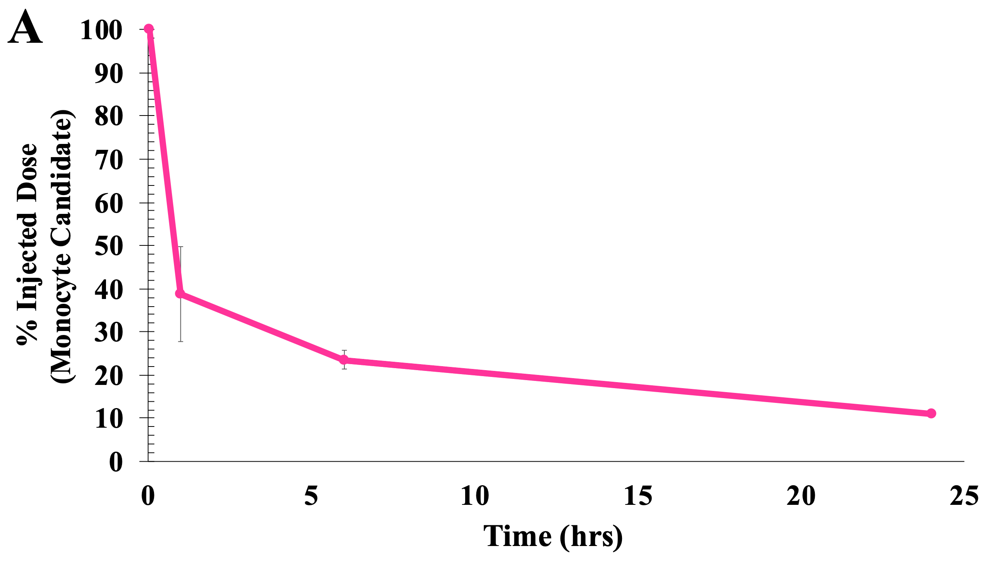 A
% Injected Dose
(Monocyte Candidate)
100
90
80
70
60
50
40
30
20
10
0
0 5 10 15 20 25
Time (hrs)